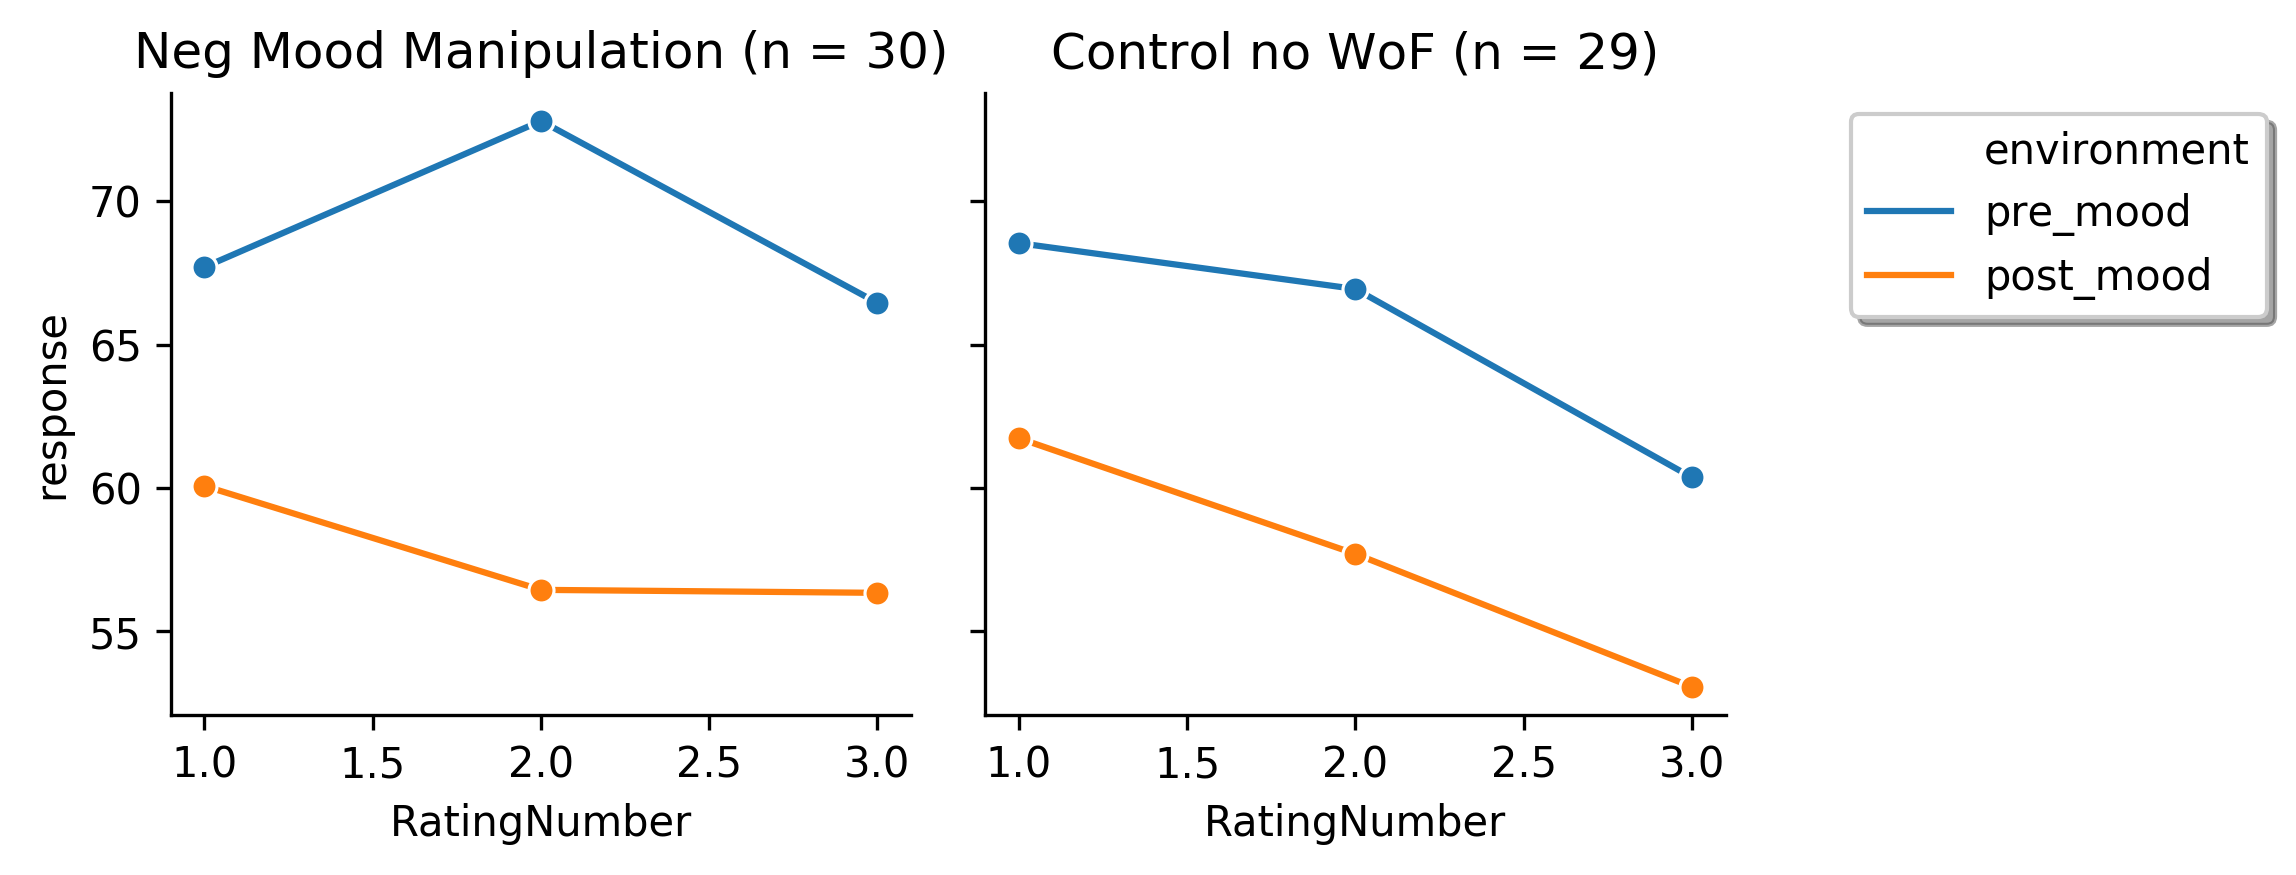 Neg Mood Manipulation (n = 30)
Control no WoF (n = 29)
environment
pre_mood
post_mood
response
70
65
60
55
1.0 1.5 2.0 2.5 3.0
1.0 1.5 2.0 2.5 3.0
RatingNumber
RatingNumber